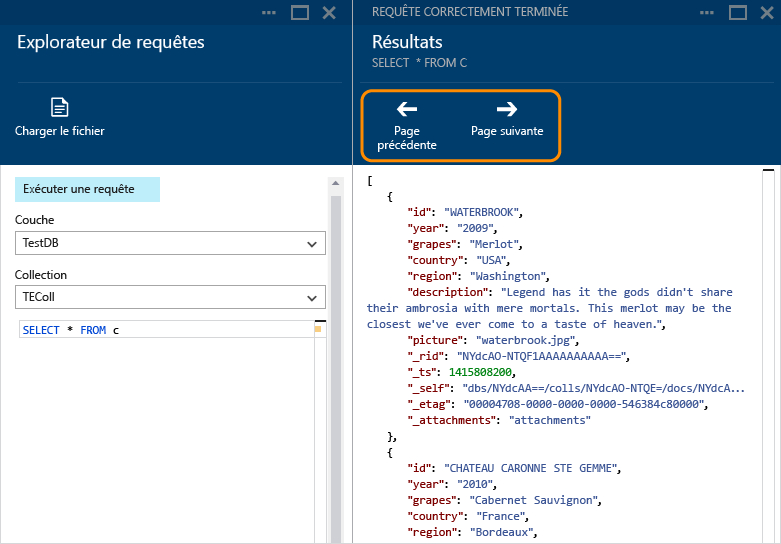 Explorateur de requêtes
Charger le fichier
Exécuter une requête
Couche
TestDB
Collection
TEColl
SELECT * FROM c
REQUÊTE CORRECTEMENT TERMINÉE
Résultats
SELECT * FROM C
Page
précédente
Page suivante
[
{
"id": "WATERBROOK",
"year": "2009",
"grapes": "Merlot",
"country": "USA",
"region": "Washington",
"description": "Legend has it the gods didn't share
their ambrosia with mere mortals. This merlot may be the
closest we've ever come to a taste of heaven.",
"picture": "waterbrook.jpg",
"_rid": "NYdcAO-NTQF1AAAAAAAAAA==",
"_ts": 1415808200,
"_self": "dbs/NYdcAA==/colls/NYdcAO-NTQE=/docs/NYdcA...
"_etag": "00004708-0000-0000-0000-546384c80000",
"_attachments": "attachments"
},
{
"id": "CHATEAU CARONNE STE GEMME",
"year": "2010",
"grapes": "Cabernet Sauvignon",
"country": "France",
"region": "Bordeaux",